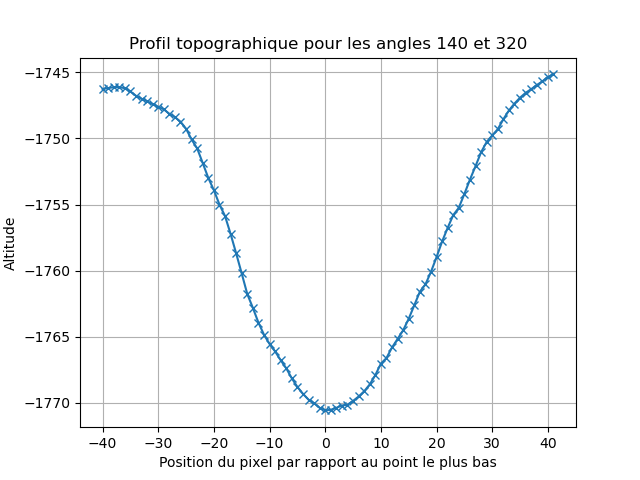 Profil topographique pour les angles 140 et 320
−1745
−1750
−1755
−1760
−1765
−1770
Altitude
−40 −30 −20 −10 0 10 20 30 40
Position du pixel par rapport au point le plus bas